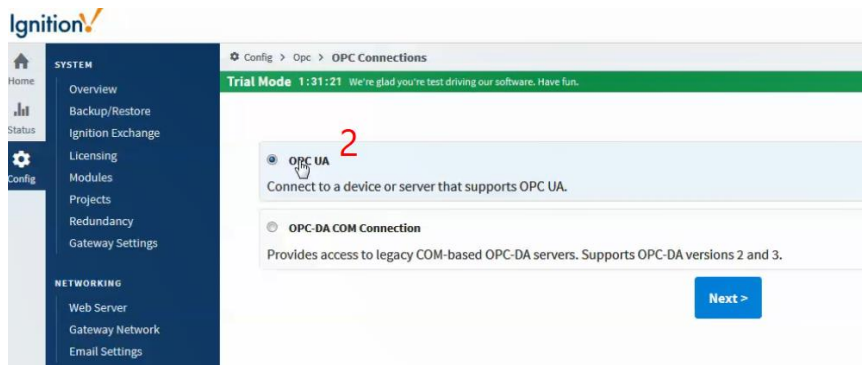 Ignition!
Config > Opc > OPC Connections
Trial Mode 1:31:21 We're glad you're test driving our software. Have fun.
Home
Status
Config
SYSTEM
Overview
Backup/Restore
Ignition Exchange
Licensing
Modules
Projects
Redundancy
Gateway Settings
NETWORKING
Web Server
Gateway Network
Email Settings
2
OPC UA
Connect to a device or server that supports OPC UA.
OPC-DA COM Connection
Provides access to legacy COM-based OPC-DA servers. Supports OPC-DA versions 2 and 3.
Next >